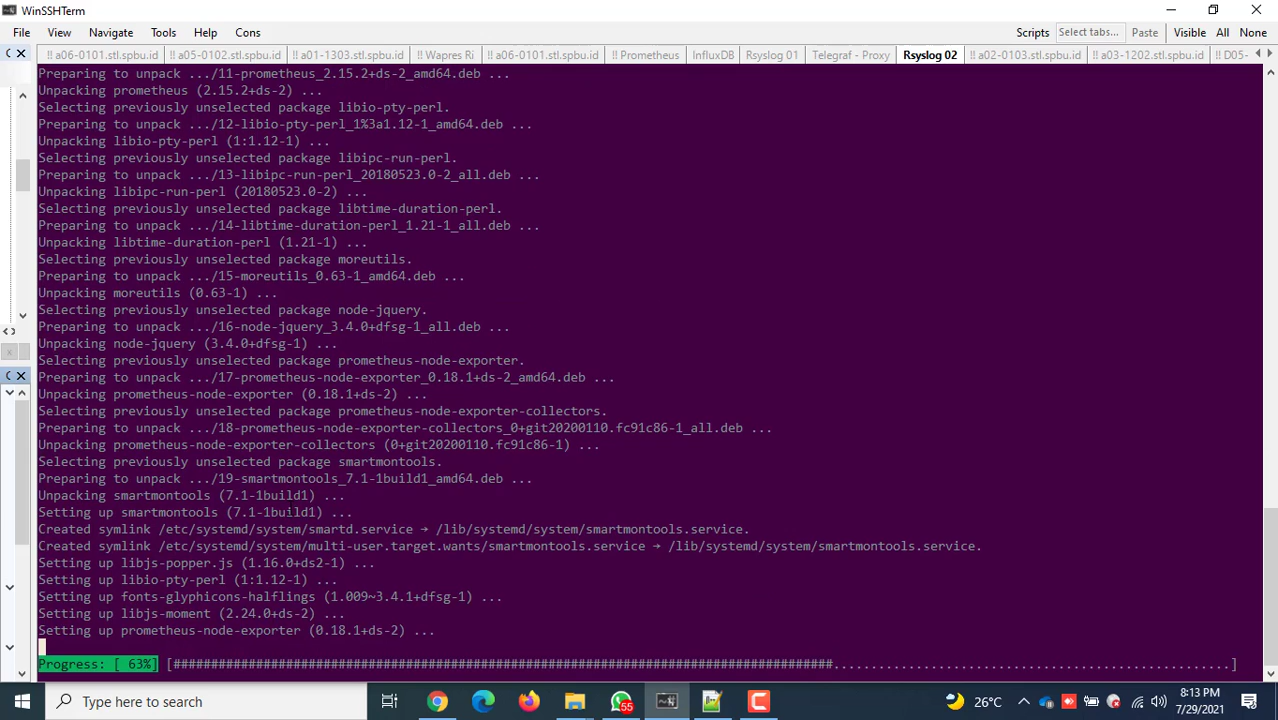 WinSSHTerm
File View Navigate Tools Help Cons Scripts Select tabs... Paste Visible All None
!! a06-0101.stl.spbu.id !! a05-0102.stl.spbu.id !! a01-1303.stl.spbu.id !! Wapres Ri !! a06-0101.stl.spbu.id !! Prometheus InfluxDB Rsyslog 01 Telegraf - Proxy Rsyslog 02 !! a02-0103.stl.spbu.id !! a03-1202.stl.spbu.id !! D05-
Preparing to unpack .../11-prometheus_2.15.2+ds-2_amd64.deb ...
Unpacking prometheus (2.15.2+ds-2) ...
Selecting previously unselected package libio-pty-perl.
Preparing to unpack .../12-libio-pty-perl_1%3a1.12-1_amd64.deb ...
Unpacking libio-pty-perl (1:1.12-1) ...
Selecting previously unselected package libipc-run-perl.
Preparing to unpack .../13-libipc-run-perl_20180523.0-2_all.deb ...
Unpacking libipc-run-perl (20180523.0-2) ...
Selecting previously unselected package libtime-duration-perl.
Preparing to unpack .../14-libtime-duration-perl_1.21-1_all.deb ...
Unpacking libtime-duration-perl (1.21-1) ...
Selecting previously unselected package moreutils.
Preparing to unpack .../15-moreutils_0.63-1_amd64.deb ...
Unpacking moreutils (0.63-1) ...
Selecting previously unselected package node-jquery.
Preparing to unpack .../16-node-jquery_3.4.0+dfsg-1_all.deb ...
Unpacking node-jquery (3.4.0+dfsg-1) ...
Selecting previously unselected package prometheus-node-exporter.
Preparing to unpack .../17-prometheus-node-exporter_0.18.1+ds-2_amd64.deb ...
Unpacking prometheus-node-exporter (0.18.1+ds-2) ...
Selecting previously unselected package prometheus-node-exporter-collectors.
Preparing to unpack .../18-prometheus-node-exporter-collectors_0+git20200110.fc91c86-1_all.deb ...
Unpacking prometheus-node-exporter-collectors (0+git20200110.fc91c86-1) ...
Selecting previously unselected package smartmontools.
Preparing to unpack .../19-smartmontools_7.1-1build1_amd64.deb ...
Unpacking smartmontools (7.1-1build1) ...
Setting up smartmontools (7.1-1build1) ...
Created symlink /etc/systemd/system/smartd.service → /lib/systemd/system/smartmontools.service.
Created symlink /etc/systemd/system/multi-user.target.wants/smartmontools.service → /lib/systemd/system/smartmontools.service.
Setting up libjs-popper.js (1.16.0+ds2-1) ...
Setting up libio-pty-perl (1:1.12-1) ...
Setting up fonts-glyphicons-halflings (1.009~3.4.1+dfsg-1) ...
Setting up libjs-moment (2.24.0+ds-2) ...
Setting up prometheus-node-exporter (0.18.1+ds-2) ...
Progress: [ 63%] [########################################################################################.....................................................]
Type here to search
55
26°C
8:13 PM
7/29/2021